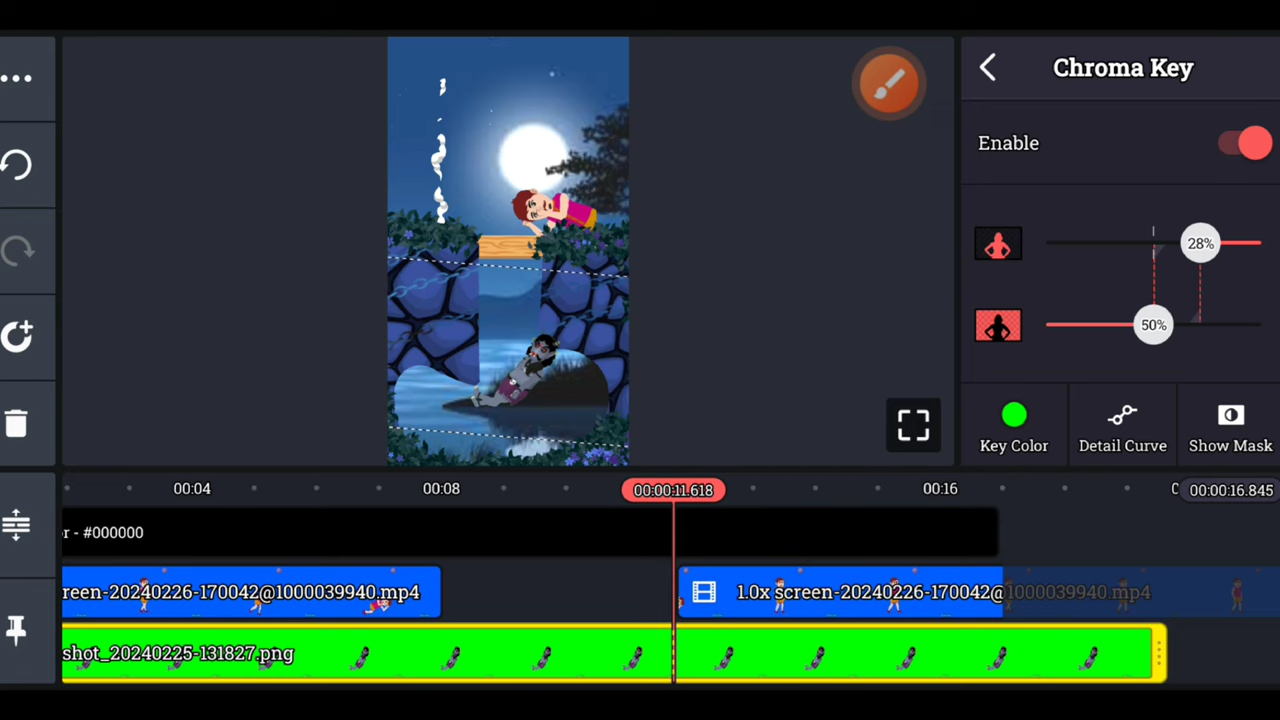 Chroma Key
Enable
28%
50%
Key Color
Detail Curve
Show Mask
00:04
00:08
00:00:11.618
00:16
00:00:16.845
r - #000000
reen-20240226-170042@1000039940.mp4
1.0x screen-20240226-170042@1000039940.mp4
shot_20240225-131827.png